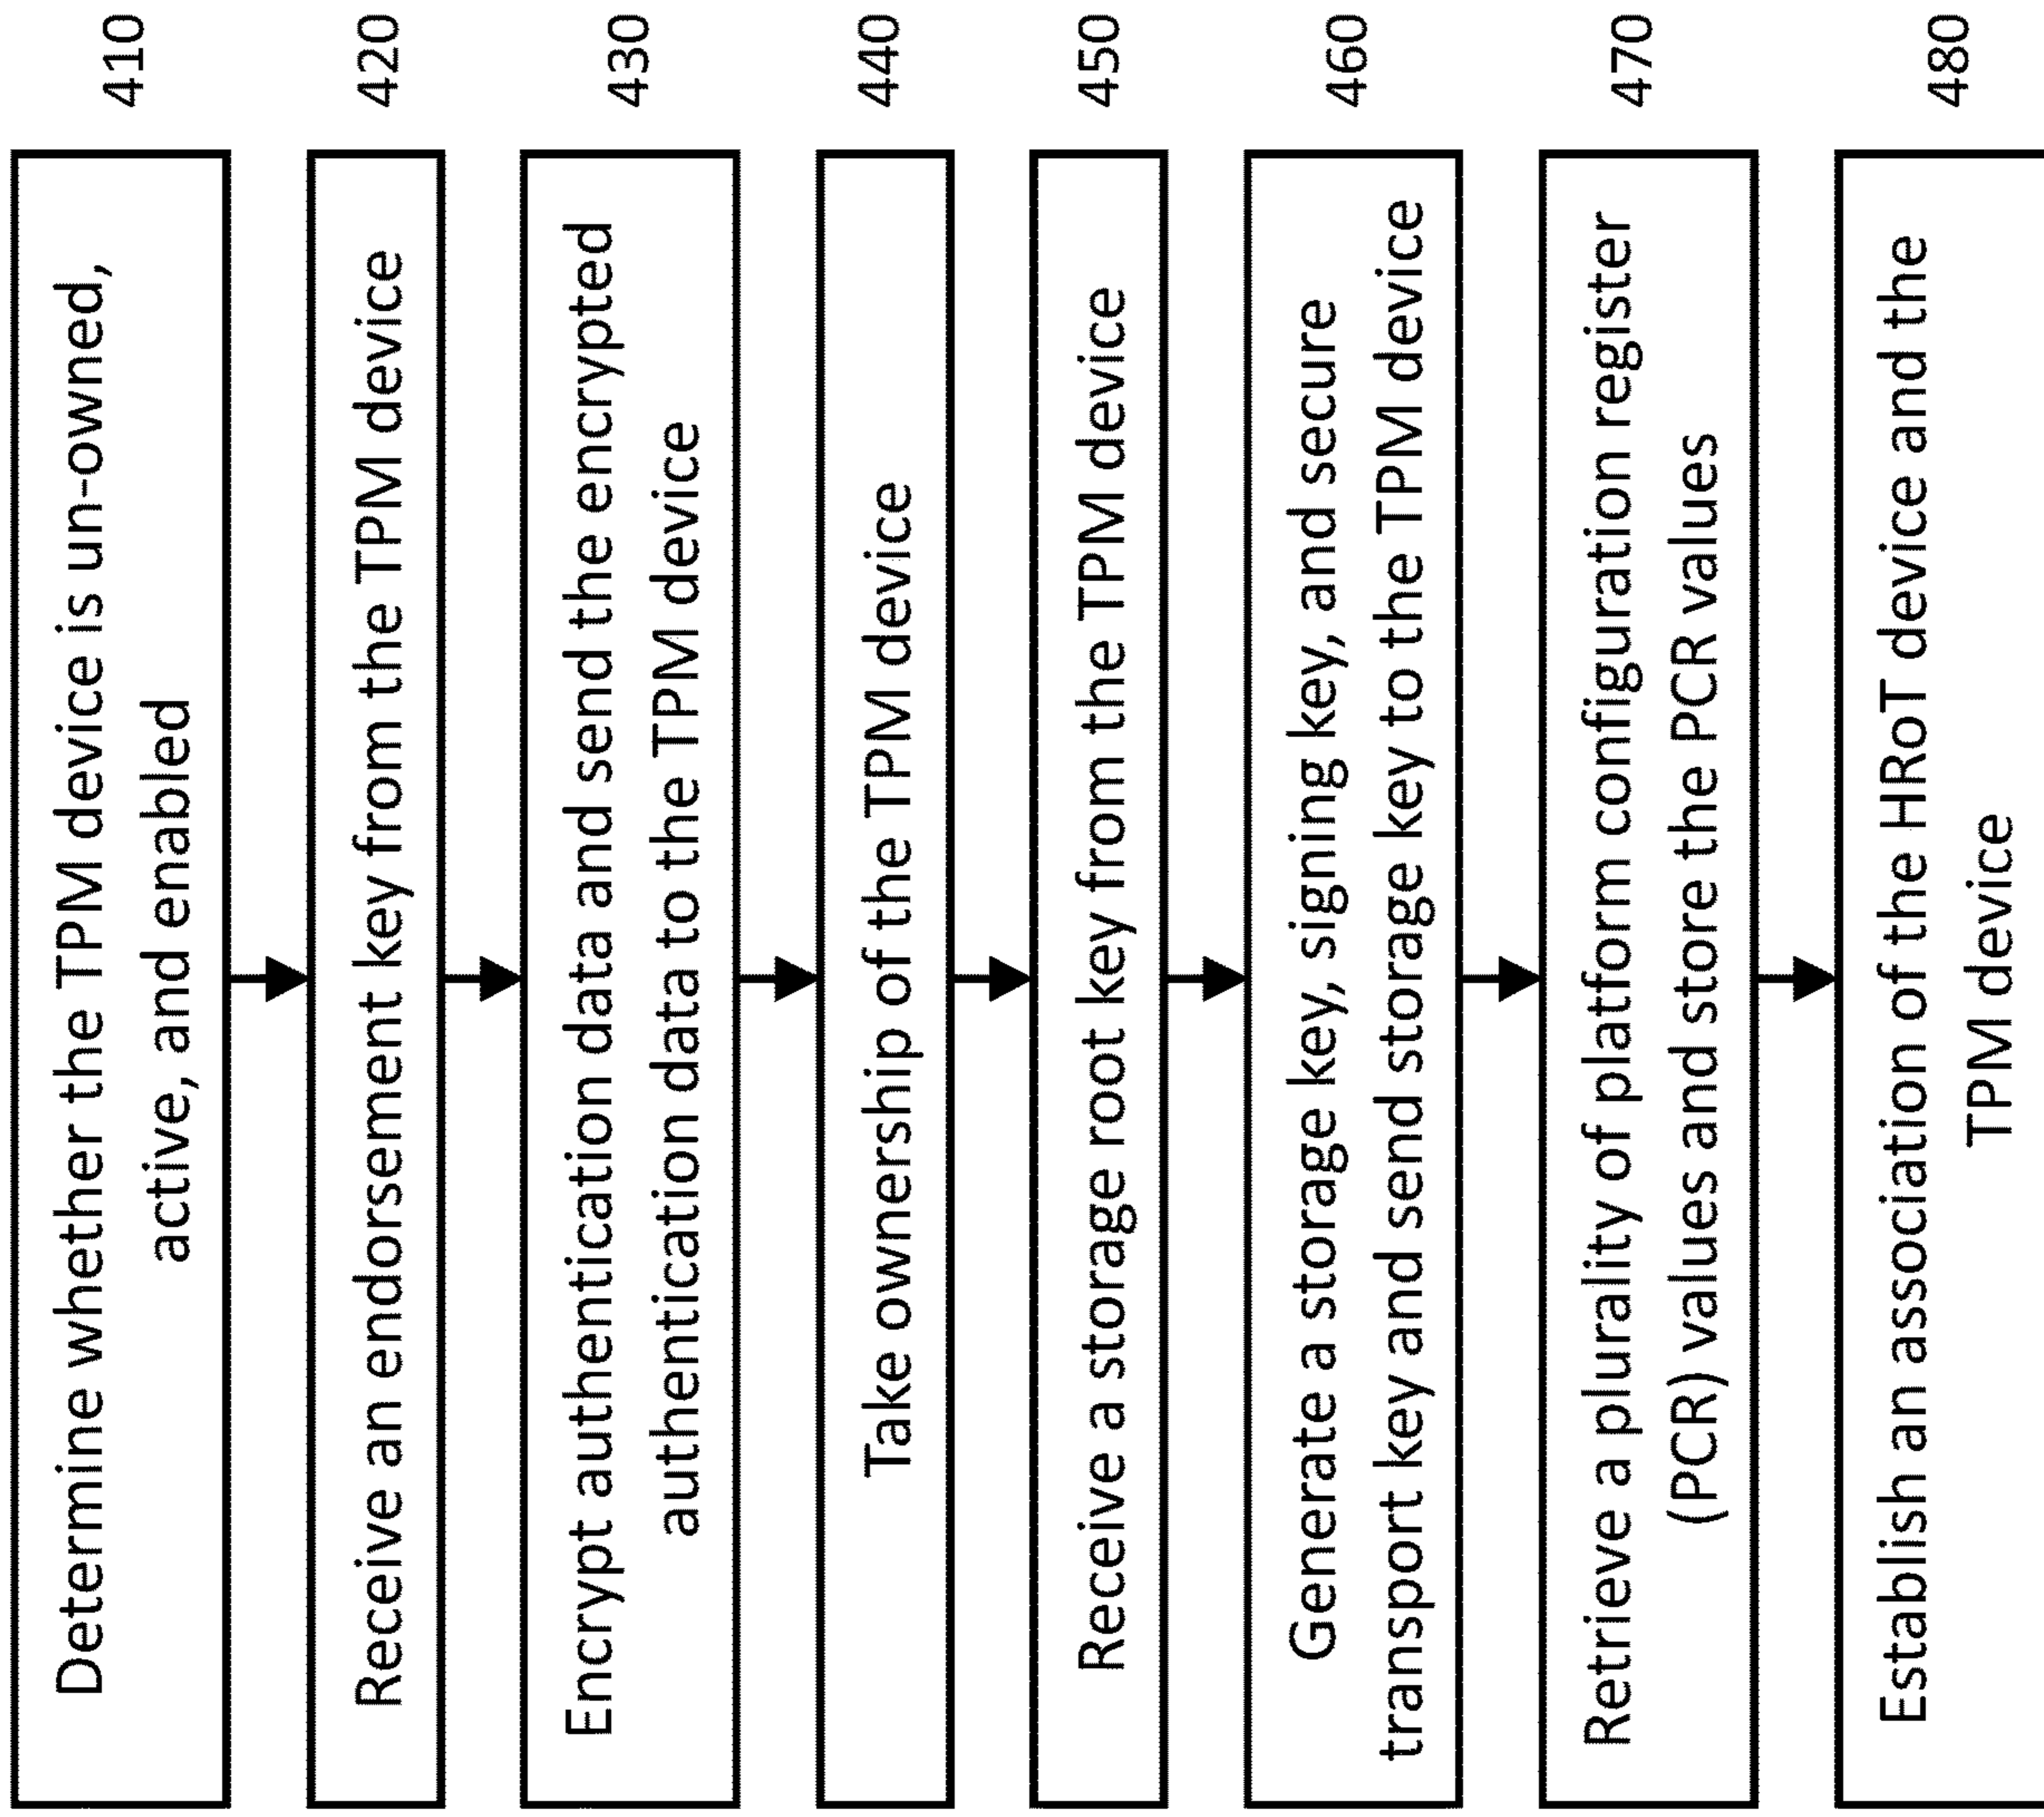 Determine whether the TPM device is un-owned,
active, and enabled
410
Receive an endorsement key from the TPM device
420
Encrypt authentication data and send the encrypted
authentication data to the TPM device
430
Take ownership of the TPM device
440
Receive a storage root key from the TPM device
450
Generate a storage key, signing key, and secure
transport key and send storage key to the TPM device
460
Retrieve a plurality of platform configuration register
(PCR) values and store the PCR values
470
Establish an association of the HRoT device and the
TPM device
480